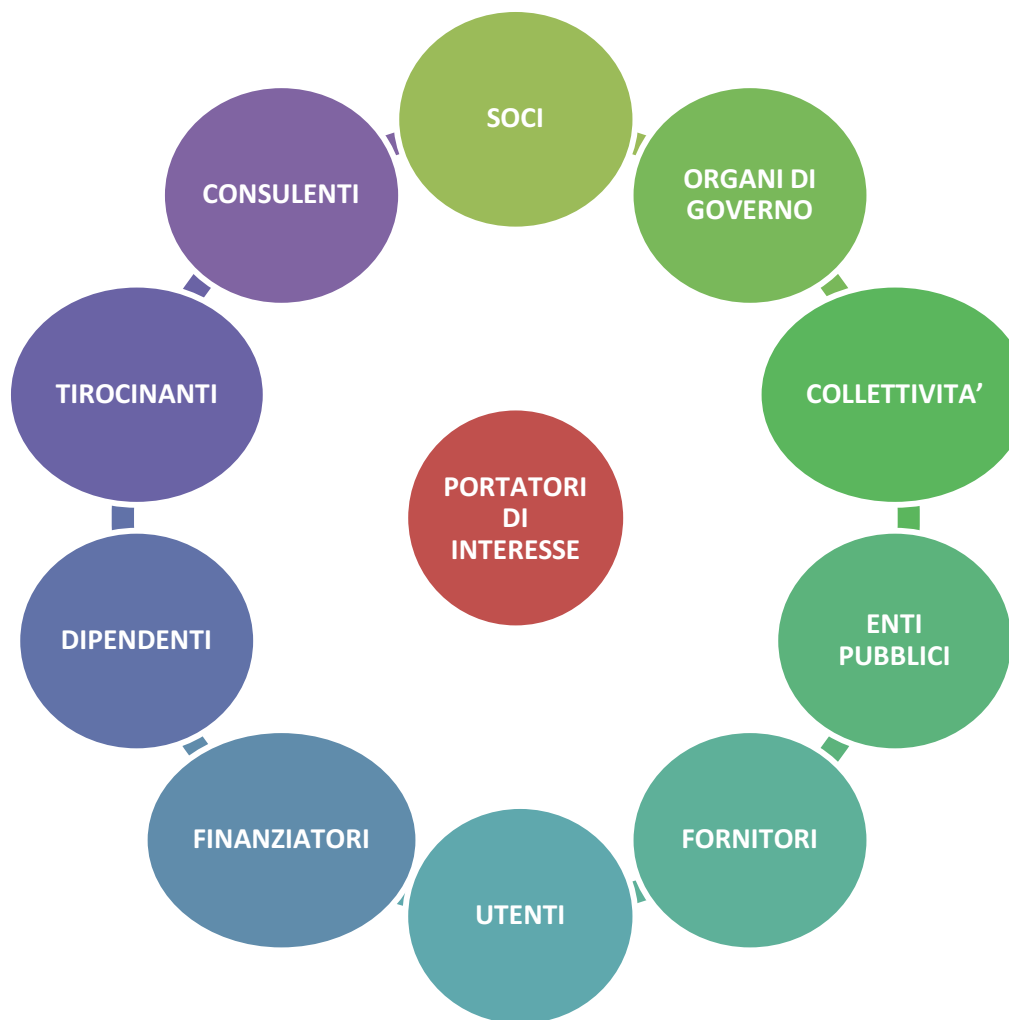 SOCI
ORGANI DI
GOVERNO
COLLETTIVITA’
ENTI
PUBBLICI
FORNITORI
UTENTI
FINANZIATORI
DIPENDENTI
TIROCINANTI
CONSULENTI
PORTATORI
DI
INTERESSE